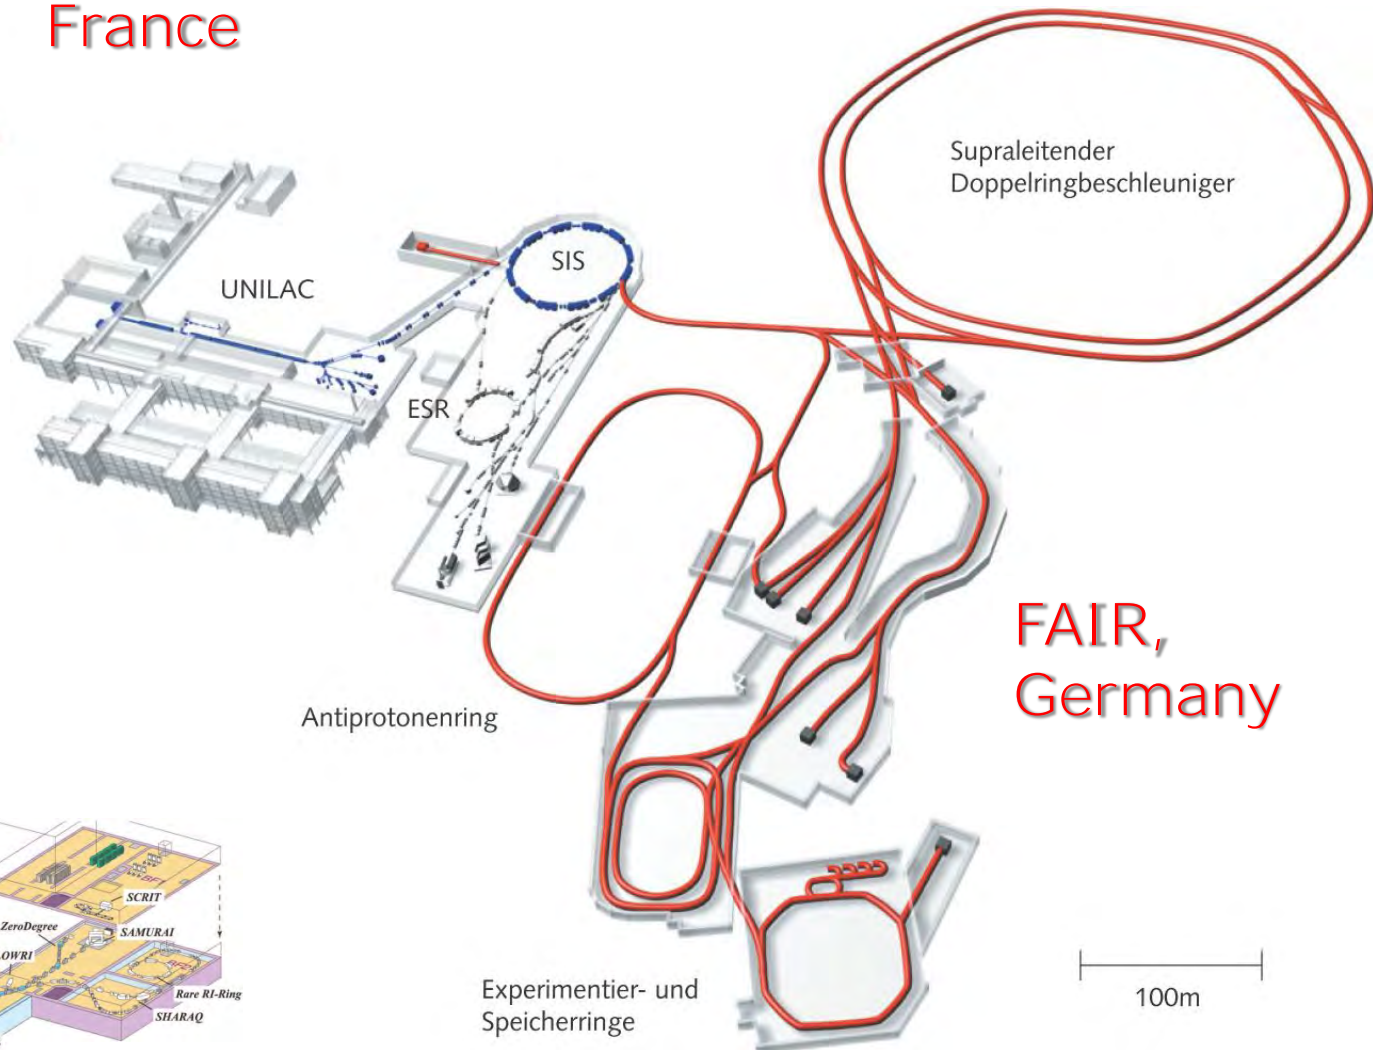 France
Supraleitender
Doppelringbeschleuniger
SIS
UNILAC
ESR
FAIR,
Germany
Antiprotonenring
SCRIT
ZeroDegree
SAMURAI
OWRI
Rare RI-Ring
SHARAQ
Experimentier- und
Speicherringe
100m